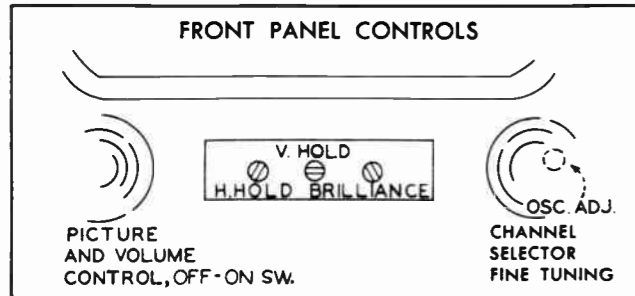 FRONT PANEL CONTROLS
V. HOLD
H.HOLD BRILLIANCE
OSC. ADJ.
PICTURE
AND VOLUME
CONTROL, OFF-ON SW.
CHANNEL
SELECTOR
FINE TUNING